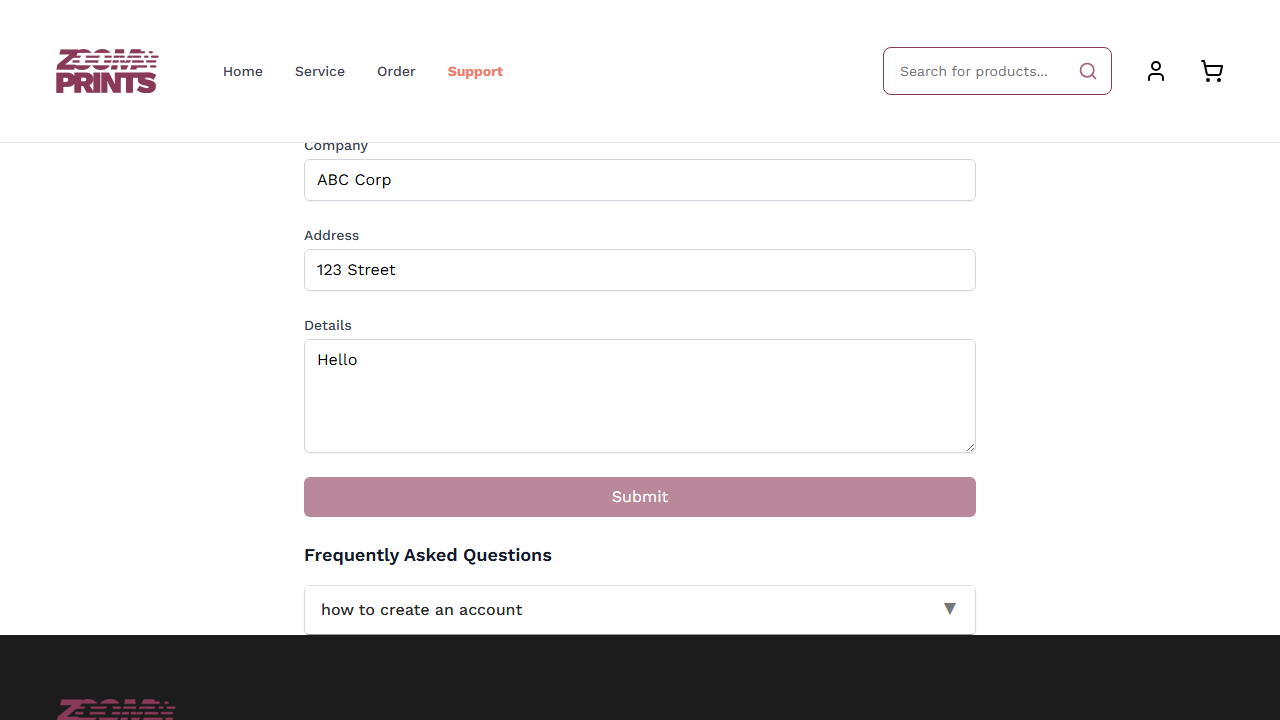 ZOOM
PRINTS
Home
Service
Order
Support
Search for products...
Company
ABC Corp
Address
123 Street
Details
Hello
Submit
Frequently Asked Questions
how to create an account
ZOOM